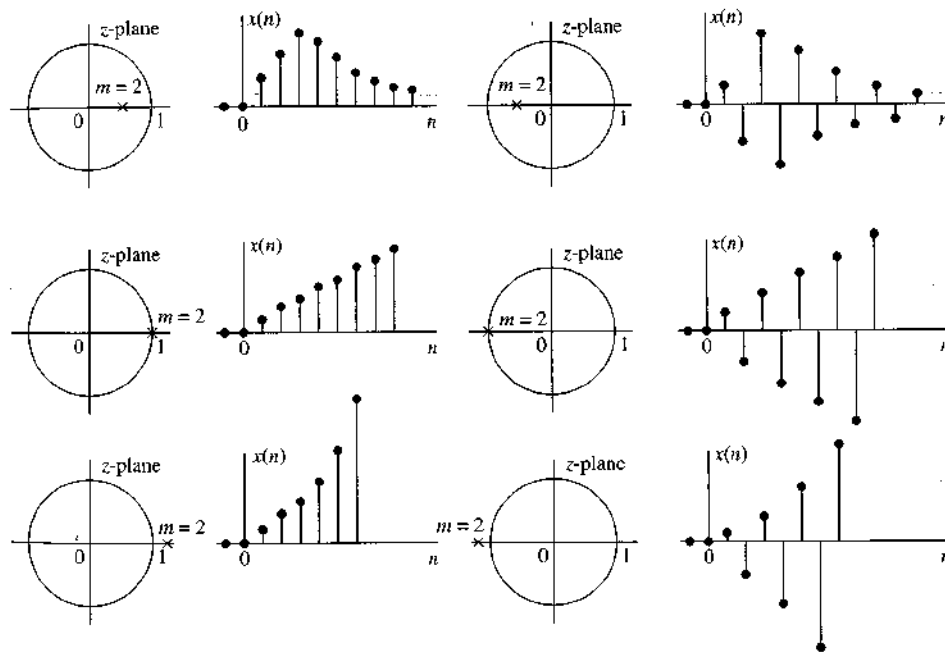 z-plane
m = 2
0
1
x(n)
0
n
z-plane
m = 2
0
1
x(n)
0
z-plane
m = 2
0
1
x(n)
0
n
z-plane
m = 2
0
1
x(n)
0
z-plane
m = 2
0
1
x(n)
0
n
z-plane
m = 2
0
1
x(n)
0